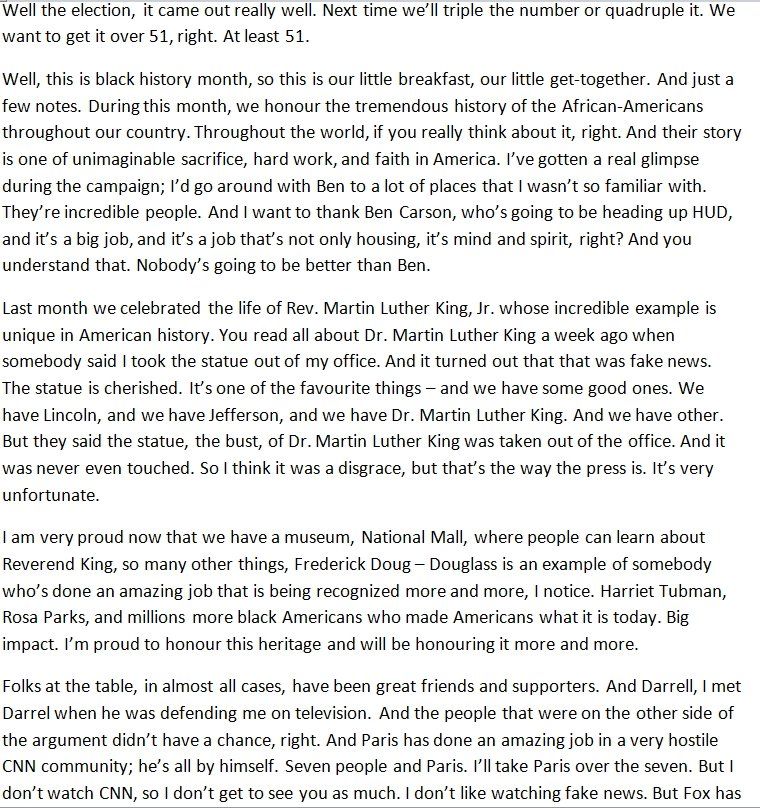 Well the election, it came out really well. Next time we'll triple the number or quadruple it. We
want to get it over 51, right. At least 51.
Well, this is black history month, so this is our little breakfast, our little get-together. And just a
few notes. During this month, we honour the tremendous history of the African-Americans
throughout our country. Throughout the world, if you really think about it, right. And their story
is one of unimaginable sacrifice, hard work, and faith in America. I've gotten a real glimpse
during the campaign; I'd go around with Ben to a lot of places that I wasn't so familiar with.
They're incredible people. And I want to thank Ben Carson, who's going to be heading up HUD,
and it's a big job, and it's a job that's not only housing, it's mind and spirit, right? And you
understand that. Nobody's going to be better than Ben.
Last month we celebrated the life of Rev. Martin Luther King, Jr. whose incredible example is
unique in American history. You read all about Dr. Martin Luther King a week ago when
somebody said I took the statue out of my office. And it turned out that that was fake news.
The statue is cherished. It's one of the favourite things – and we have some good ones. We
have Lincoln, and we have Jefferson, and we have Dr. Martin Luther King. And we have other.
But they said the statue, the bust, of Dr. Martin Luther King was taken out of the office. And it
was never even touched. So I think it was a disgrace, but that's the way the press is. It's very
unfortunate.
I am very proud now that we have a museum, National Mall, where people can learn about
Reverend King, so many other things, Frederick Doug – Douglass is an example of somebody
who's done an amazing job that is being recognized more and more, I notice. Harriet Tubman,
Rosa Parks, and millions more black Americans who made Americans what it is today. Big
impact. I'm proud to honour this heritage and will be honouring it more and more.
Folks at the table, in almost all cases, have been great friends and supporters. And Darrell, I met
Darrel when he was defending me on television. And the people that were on the other side of
the argument didn't have a chance, right. And Paris has done an amazing job in a very hostile
CNN community; he's all by himself. Seven people and Paris. I'll take Paris over the seven. But I
don't watch CNN, so I don't get to see you as much. I don't like watching fake news. But Fox has